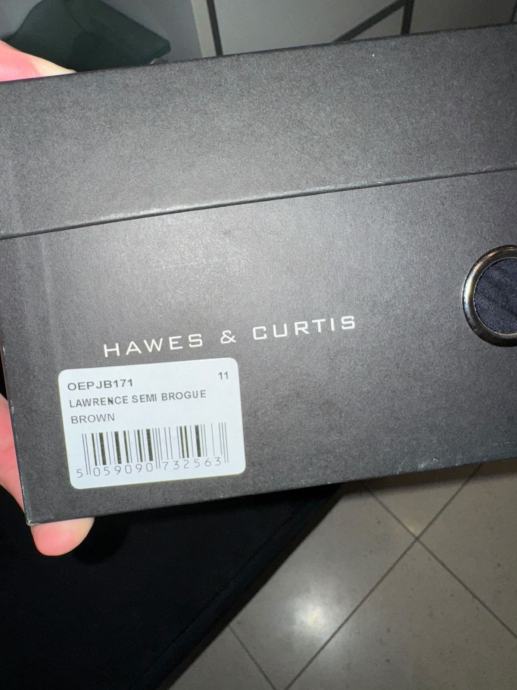 HAWES & CURTIS
OEPJB171 11
LAWRENCE SEMI BROGUE
BROWN
5 059090 732563